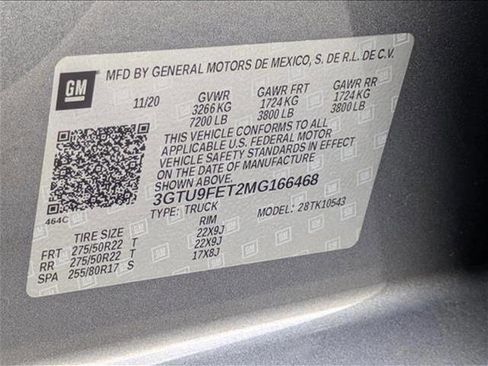 GM
MFD BY GENERAL MOTORS DE MEXICO, S. DE R.L. DE C.V.
11/20 GVWR GAWR FRT GAWR RR
3266 KG 1724 KG 1724 KG
7200 LB 3800 LB 3800 LB
THIS VEHICLE CONFORMS TO ALL
APPLICABLE U.S. FEDERAL MOTOR
VEHICLE SAFETY STANDARDS IN EFFECT
ON THE DATE OF MANUFACTURE
SHOWN ABOVE.
3GTU9FET2MG166468
464C
TYPE: TRUCK MODEL: 28TK10543
TIRE SIZE RIM
FRT 275/50R22 T 22X9J
RR 275/50R22 T 22X9J
SPA 255/80R17 S 17X8J